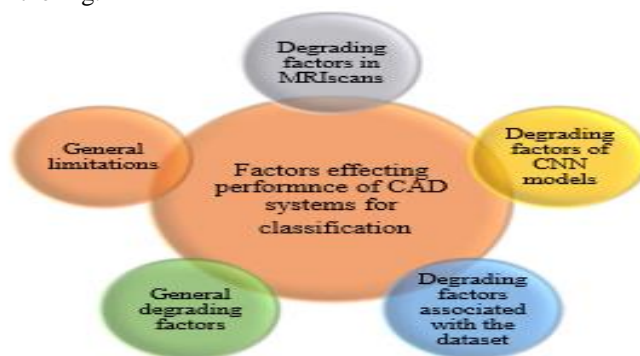 Degrading
factors in
MRIscans
General
limitations
Degrading
factors of
CNN
models
Factors effecting
performnce of CAD
systems for
classification
General
degrading
factors
Degrading
factors
associated
with the
dataset